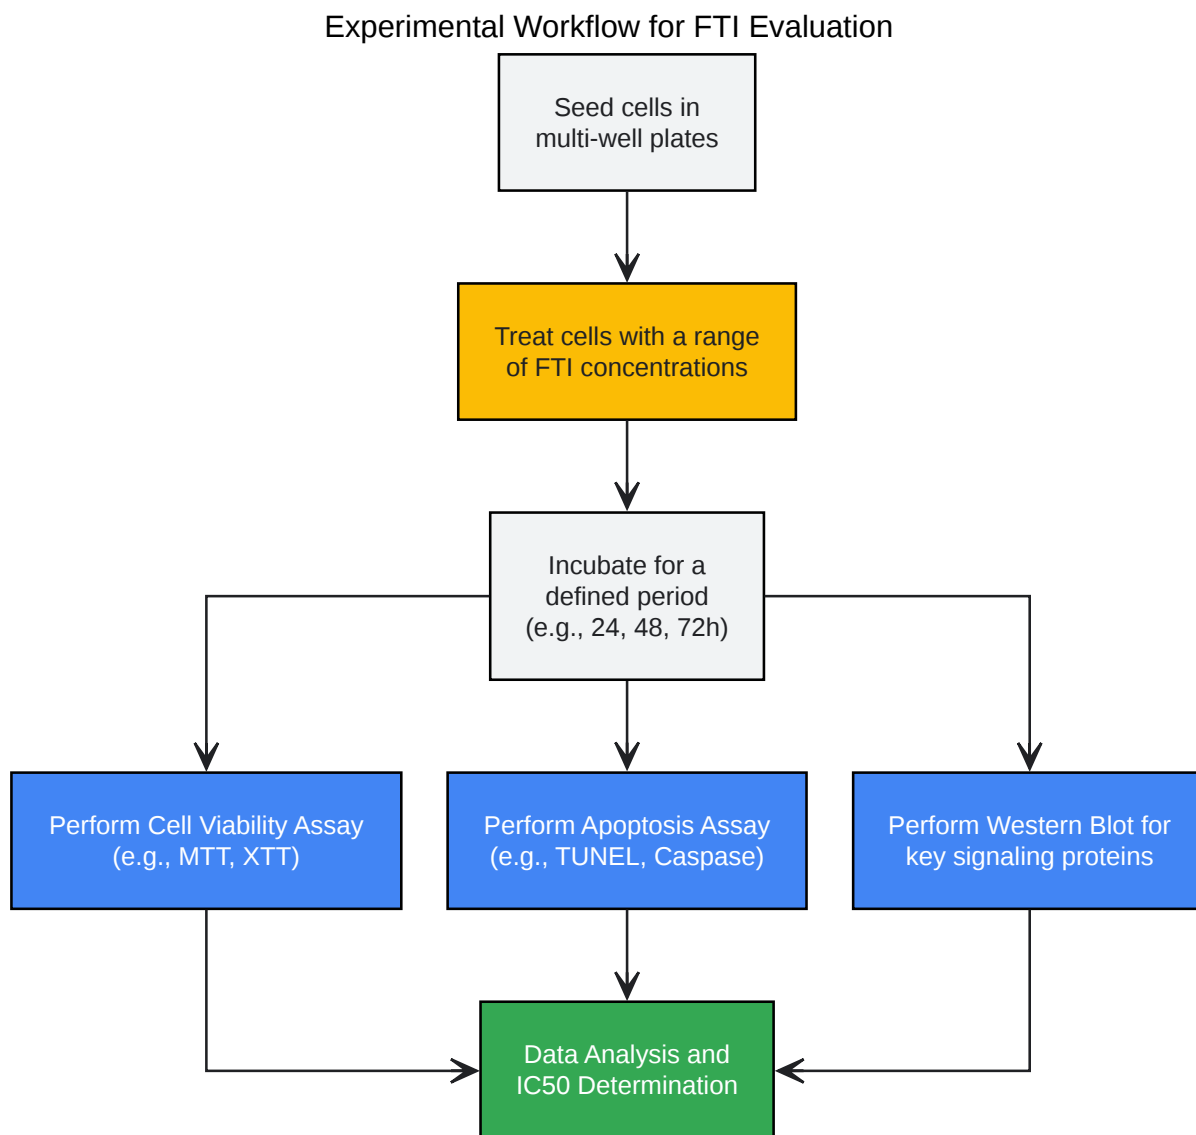 Experimental Workflow for FTI Evaluation
Seed cells in
multi-well plates
Treat cells with a range
of FTI concentrations
Incubate for a
defined period
(e.g., 24, 48, 72h)
Perform Cell Viability Assay
(e.g., MTT, XTT)
Perform Apoptosis Assay
(e.g., TUNEL, Caspase)
Perform Western Blot for
key signaling proteins
Data Analysis and
IC50 Determination